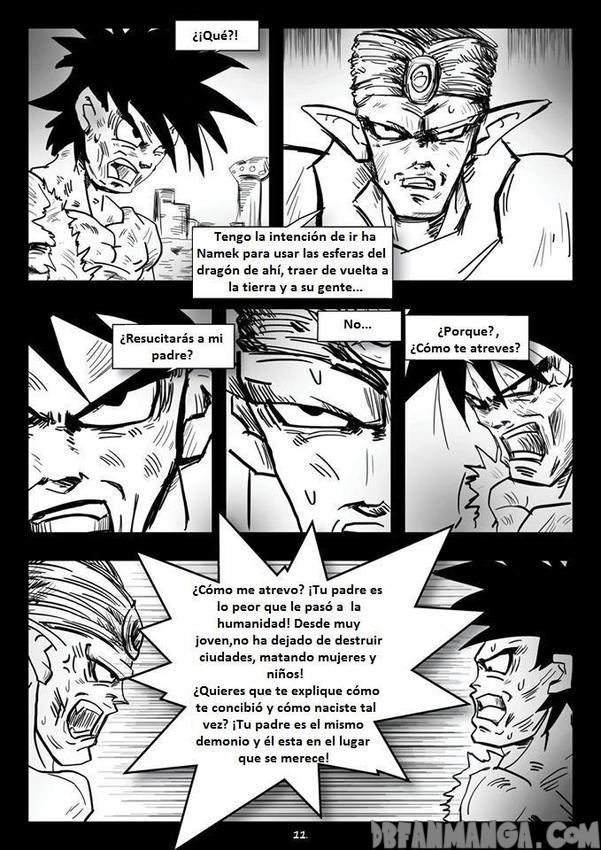 ¿¡Qué?!
Tengo la intención de ir ha
Namek para usar las esferas del
dragón de ahí, traer de vuelta a
la tierra y a su gente...
¿Resucitarás a mi
padre?
No...
¿Porque?,
¿Cómo te atreves?
¿Cómo me atrevo? ¡Tu padre es
lo peor que le pasó a la
humanidad! Desde muy
joven,no ha dejado de destruir
ciudades, matando mujeres y
niños!
¿Quieres que te explique cómo
te concibió y cómo naciste tal
vez? ¡Tu padre es el mismo
demonio y él esta en el lugar
que se merece!
11.
DBFANMANGA.COM